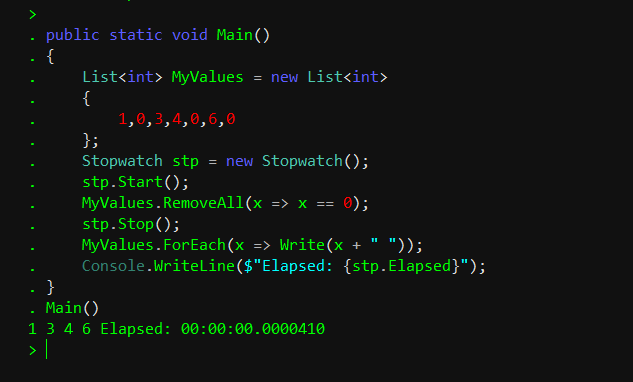 >
. public static void Main()
. {
.     List<int> MyValues = new List<int>
.     {
.         1,0,3,4,0,6,0
.     };
.     Stopwatch stp = new Stopwatch();
.     stp.Start();
.     MyValues.RemoveAll(x => x == 0);
.     stp.Stop();
.     MyValues.ForEach(x => Write(x + " "));
.     Console.WriteLine($"Elapsed: {stp.Elapsed}");
. }
. Main()
1 3 4 6 Elapsed: 00:00:00.0000410
>